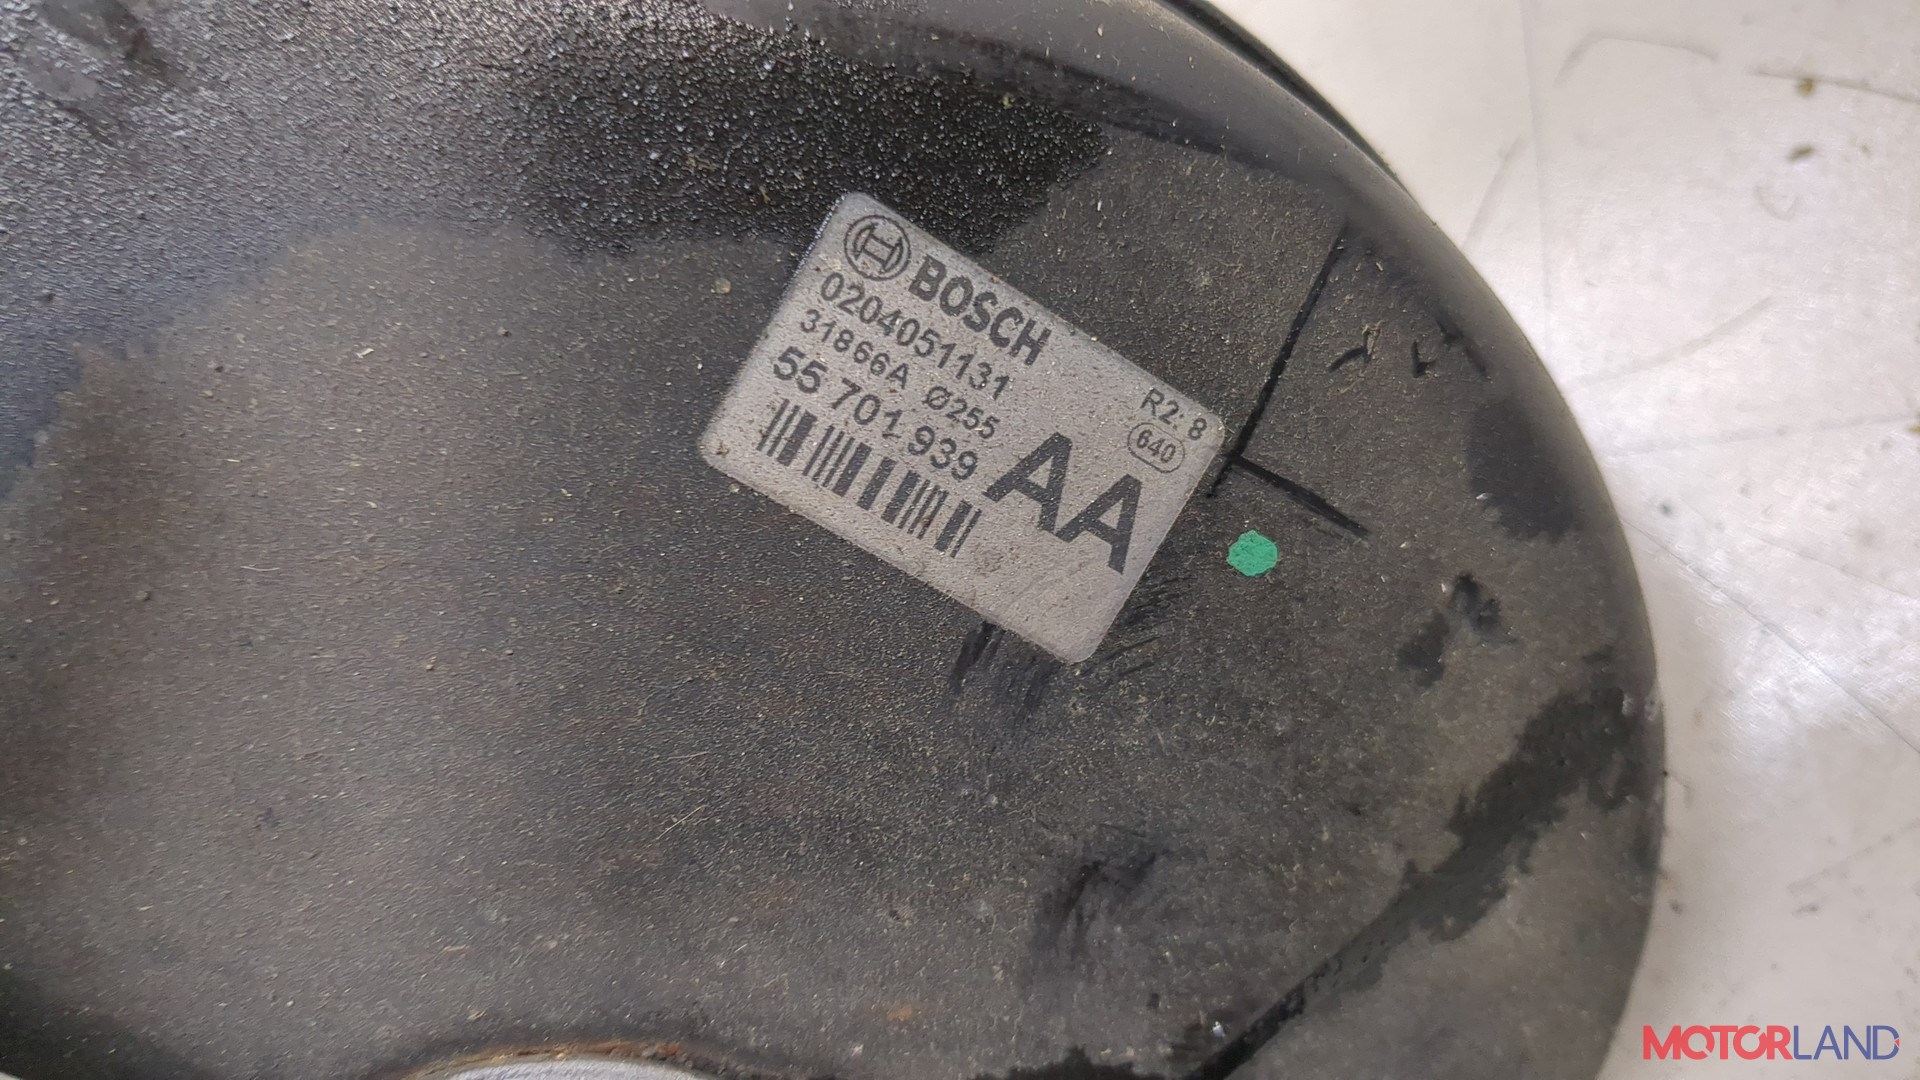 BOSCH
0204051131
31866A Ø255
55 701 939
AA
R2: 8
640
MOTORLAND